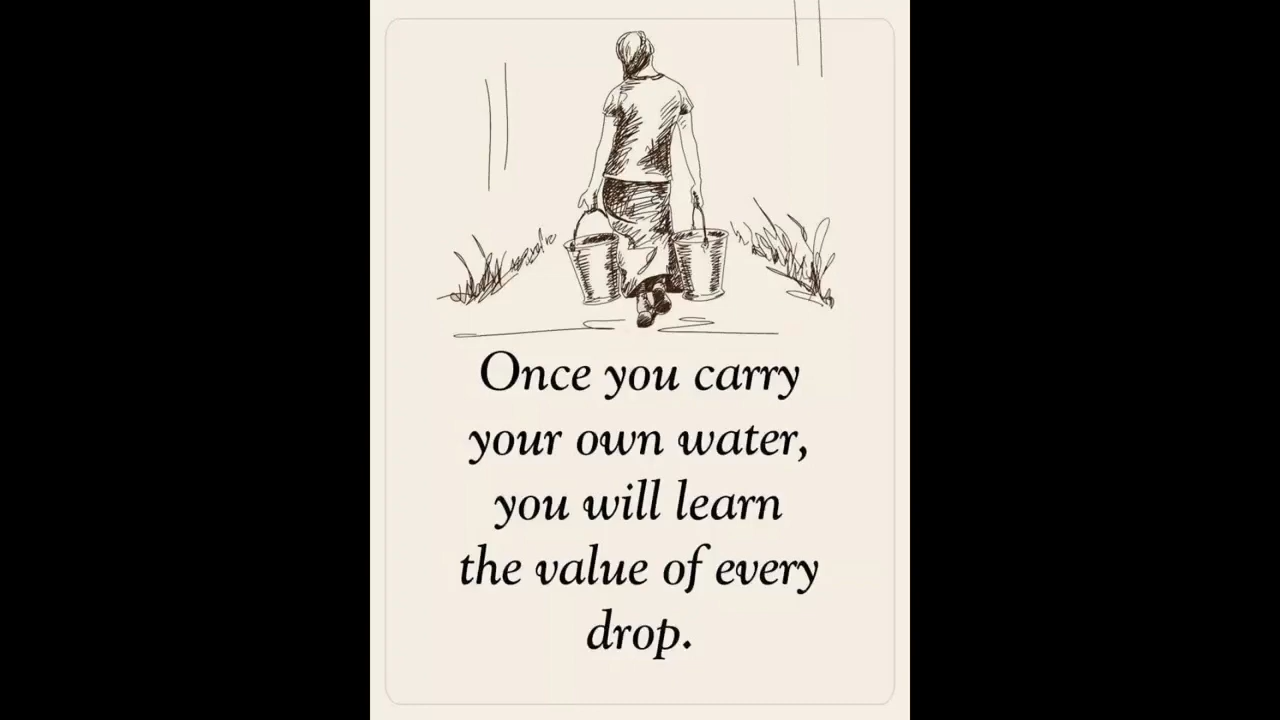 Once you carry
your own water,
you will learn
the value of every
drop.